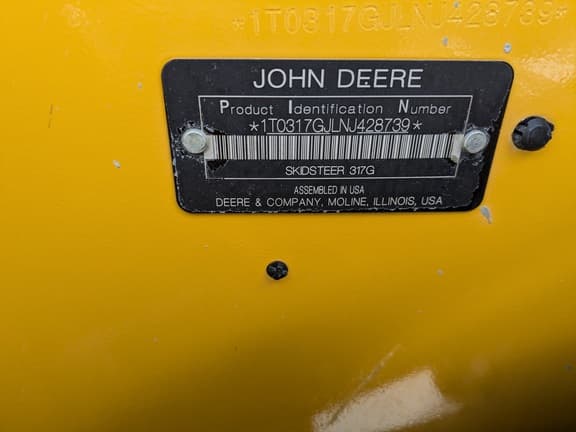 *1T0317GJLNJ428739*
JOHN DEERE
Product Identification Number
*1T0317GJLNJ428739*
SKIDSTEER 317G
ASSEMBLED IN USA
DEERE & COMPANY, MOLINE, ILLINOIS, USA